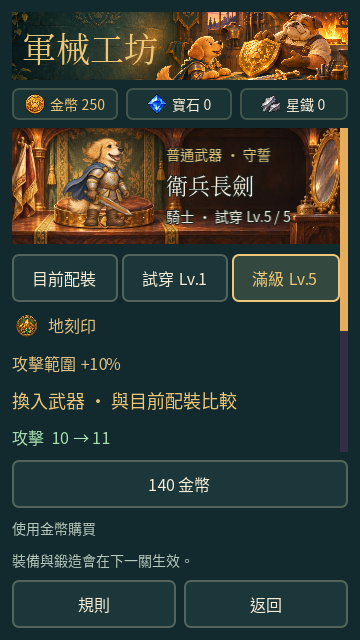 軍械工坊
金幣 250
寶石 0
星鐵 0
普通武器 · 守誓
衛兵長劍
騎士 · 試穿 Lv.5 / 5
目前配裝
試穿 Lv.1
滿級 Lv.5
地刻印
攻擊範圍 +10%
換入武器 · 與目前配裝比較
攻擊 10 → 11
140 金幣
使用金幣購買
裝備與鍛造會在下一關生效。
規則
返回